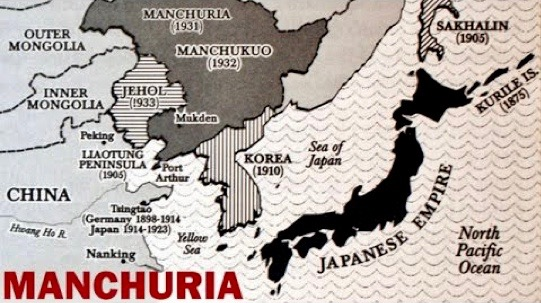 MANCHURIA
(1931)
MANCHUKUO
(1932)
SAKHALIN
(1905)
OUTER
MONGOLIA
KURILE IS.
(1875)
INNER
MONGOLIA
JEHOL
(1933)
Mukden
Peking
LIAOTUNG
PENINSULA
(1905)
Port
Arthur
KOREA
(1910)
Sea of
Japan
CHINA
Tsingtao
(Germany 1898-1914
Japan 1914-1923)
JAPANESE EMPIRE
Hwang Ho R.
Yellow
Sea
North
Pacific
Ocean
Nanking
MANCHURIA